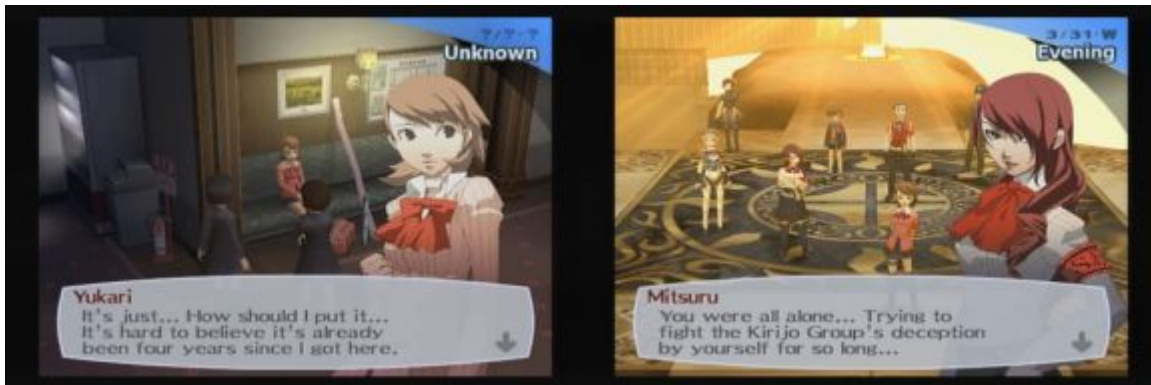 ?/?·?
Unknown
Yukari
It's just... How should I put it...
It's hard to believe it's already
been four years since I got here.
3/31·W
Evening
Mitsuru
You were all alone... Trying to
fight the Kirijo Group's deception
by yourself for so long...